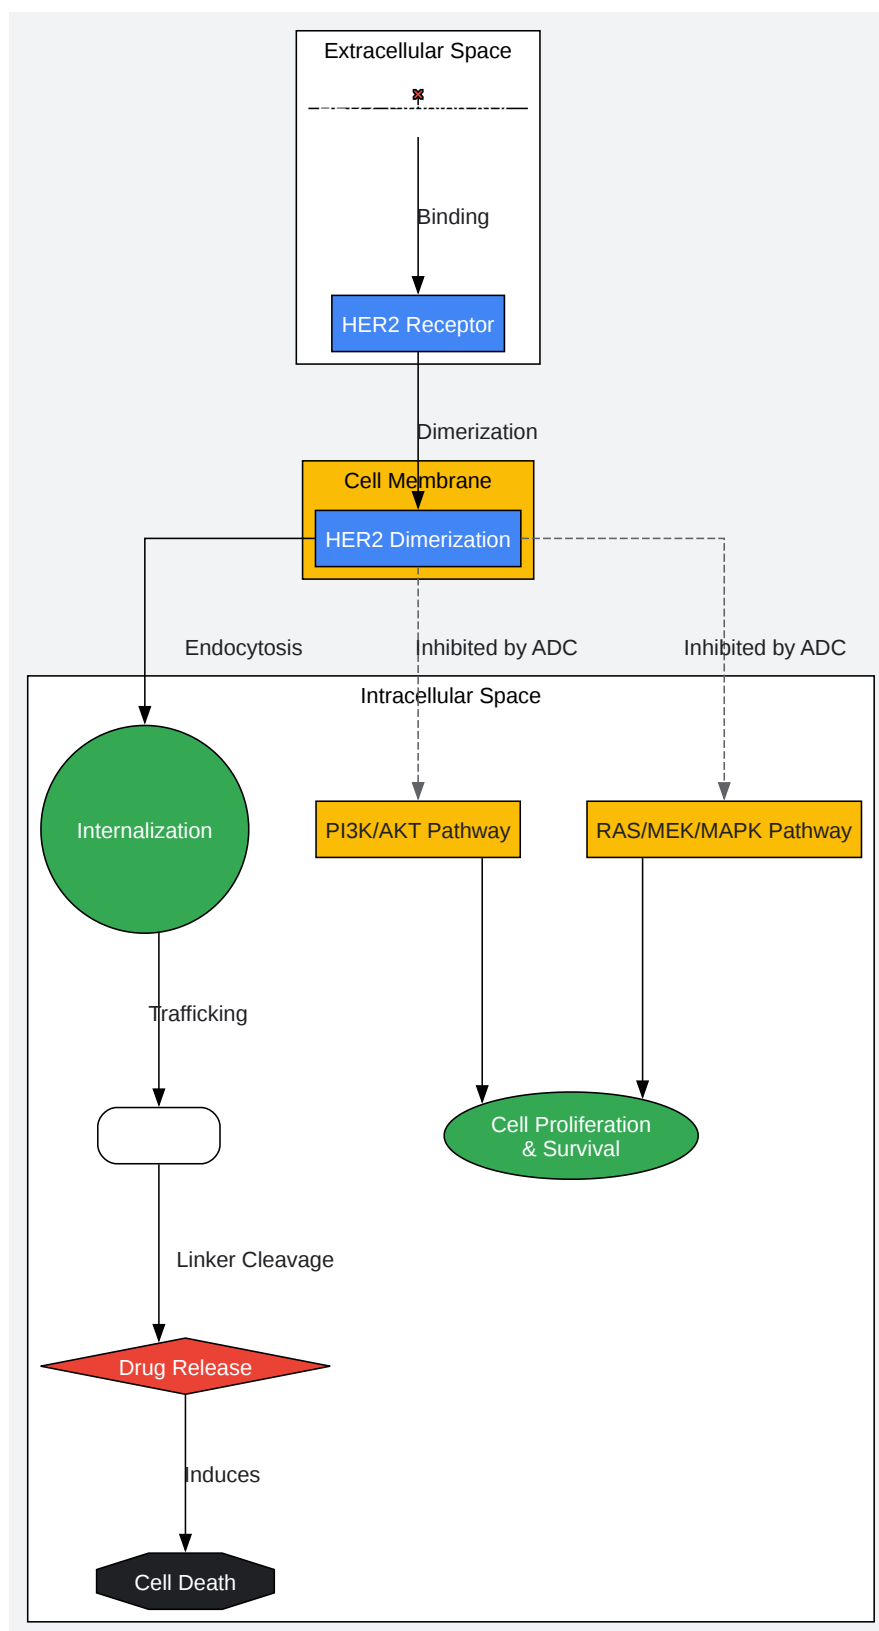 Extracellular Space
Binding
HER2 Receptor
Dimerization
Cell Membrane
HER2 Dimerization
Endocytosis
Inhibited by ADC
Inhibited by ADC
Intracellular Space
Internalization
PI3K/AKT Pathway
RAS/MEK/MAPK Pathway
Trafficking
Cell Proliferation
& Survival
Linker Cleavage
Drug Release
Induces
Cell Death